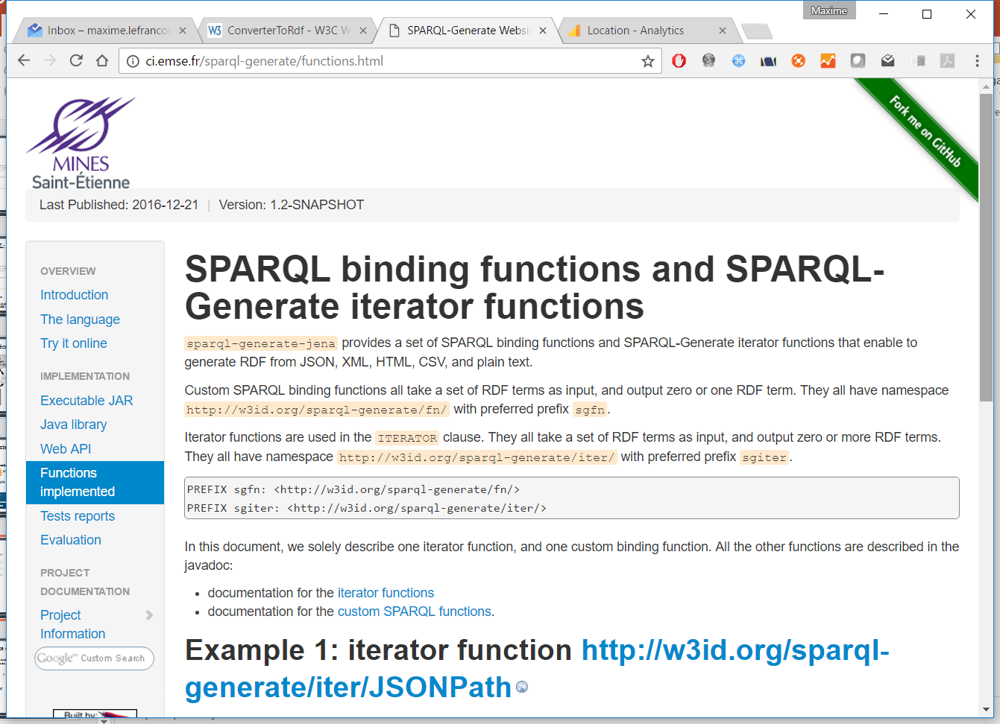 Maxime
Inbox – maxime.lefrancoi
ConverterToRdf - W3C W
SPARQL-Generate Websi
Location - Analytics
ci.emse.fr/sparql-generate/functions.html
Fork me on GitHub
MINES
Saint-Étienne
Last Published: 2016-12-21 | Version: 1.2-SNAPSHOT
OVERVIEW
Introduction
The language
Try it online
IMPLEMENTATION
Executable JAR
Java library
Web API
Functions
implemented
Tests reports
Evaluation
PROJECT
DOCUMENTATION
Project
Information
Google™ Custom Search
Built by:
SPARQL binding functions and SPARQL-
Generate iterator functions
sparql-generate-jena provides a set of SPARQL binding functions and SPARQL-Generate iterator functions that enable to
generate RDF from JSON, XML, HTML, CSV, and plain text.
Custom SPARQL binding functions all take a set of RDF terms as input, and output zero or one RDF term. They all have namespace
http://w3id.org/sparql-generate/fn/ with preferred prefix sgfn.
Iterator functions are used in the ITERATOR clause. They all take a set of RDF terms as input, and output zero or more RDF terms.
They all have namespace http://w3id.org/sparql-generate/iter/ with preferred prefix sgiter.
PREFIX sgfn: <http://w3id.org/sparql-generate/fn/>
PREFIX sgiter: <http://w3id.org/sparql-generate/iter/>
In this document, we solely describe one iterator function, and one custom binding function. All the other functions are described in the
javadoc:
• documentation for the iterator functions
• documentation for the custom SPARQL functions.
Example 1: iterator function http://w3id.org/sparql-
generate/iter/JSONPath